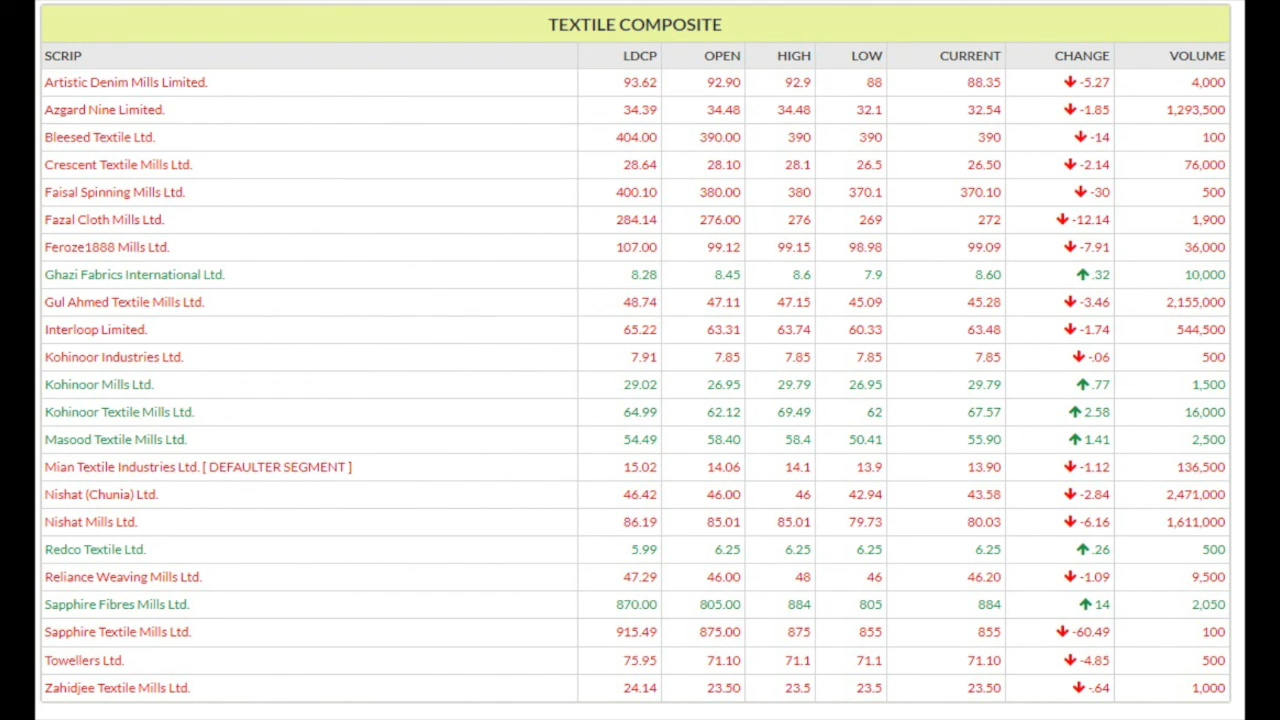 TEXTILE COMPOSITE
SCRIP LDCP OPEN HIGH LOW CURRENT CHANGE VOLUME
Artistic Denim Mills Limited. 93.62 92.90 92.9 88 88.35 -5.27 4,000
Azgard Nine Limited. 34.39 34.48 34.48 32.1 32.54 -1.85 1,293,500
Bleesed Textile Ltd. 404.00 390.00 390 390 390 -14 100
Crescent Textile Mills Ltd. 28.64 28.10 28.1 26.5 26.50 -2.14 76,000
Faisal Spinning Mills Ltd. 400.10 380.00 380 370.1 370.10 -30 500
Fazal Cloth Mills Ltd. 284.14 276.00 276 269 272 -12.14 1,900
Feroze1888 Mills Ltd. 107.00 99.12 99.15 98.98 99.09 -7.91 36,000
Ghazi Fabrics International Ltd. 8.28 8.45 8.6 7.9 8.60 .32 10,000
Gul Ahmed Textile Mills Ltd. 48.74 47.11 47.15 45.09 45.28 -3.46 2,155,000
Interloop Limited. 65.22 63.31 63.74 60.33 63.48 -1.74 544,500
Kohinoor Industries Ltd. 7.91 7.85 7.85 7.85 7.85 -.06 500
Kohinoor Mills Ltd. 29.02 26.95 29.79 26.95 29.79 .77 1,500
Kohinoor Textile Mills Ltd. 64.99 62.12 69.49 62 67.57 2.58 16,000
Masood Textile Mills Ltd. 54.49 58.40 58.4 50.41 55.90 1.41 2,500
Mian Textile Industries Ltd. [ DEFAULTER SEGMENT ] 15.02 14.06 14.1 13.9 13.90 -1.12 136,500
Nishat (Chunia) Ltd. 46.42 46.00 46 42.94 43.58 -2.84 2,471,000
Nishat Mills Ltd. 86.19 85.01 85.01 79.73 80.03 -6.16 1,611,000
Redco Textile Ltd. 5.99 6.25 6.25 6.25 6.25 .26 500
Reliance Weaving Mills Ltd. 47.29 46.00 48 46 46.20 -1.09 9,500
Sapphire Fibres Mills Ltd. 870.00 805.00 884 805 884 14 2,050
Sapphire Textile Mills Ltd. 915.49 875.00 875 855 855 -60.49 100
Towellers Ltd. 75.95 71.10 71.1 71.1 71.10 -4.85 500
Zahidjee Textile Mills Ltd. 24.14 23.50 23.5 23.5 23.50 -.64 1,000